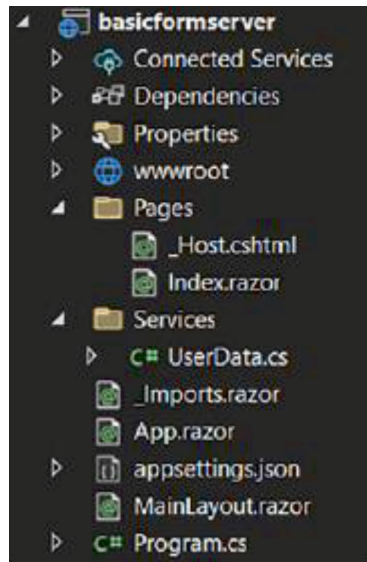 basicformserver
Connected Services
Dependencies
Properties
wwwroot
Pages
_Host.cshtml
Index.razor
Services
C# UserData.cs
_Imports.razor
App.razor
appsettings.json
MainLayout.razor
C# Program.cs